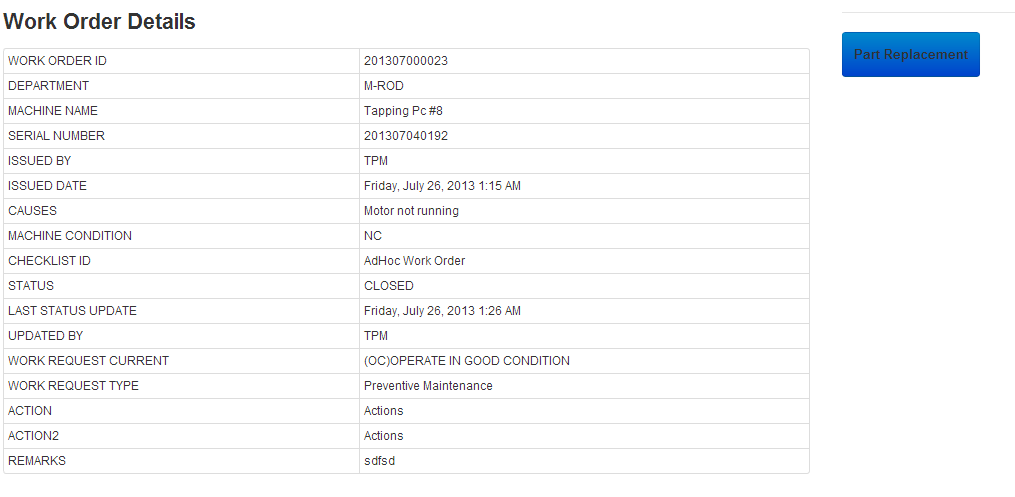 Work Order Details
Part Replacement
WORK ORDER ID 201307000023
DEPARTMENT M-ROD
MACHINE NAME Tapping Pc #8
SERIAL NUMBER 201307040192
ISSUED BY TPM
ISSUED DATE Friday, July 26, 2013 1:15 AM
CAUSES Motor not running
MACHINE CONDITION NC
CHECKLIST ID AdHoc Work Order
STATUS CLOSED
LAST STATUS UPDATE Friday, July 26, 2013 1:26 AM
UPDATED BY TPM
WORK REQUEST CURRENT (OC)OPERATE IN GOOD CONDITION
WORK REQUEST TYPE Preventive Maintenance
ACTION Actions
ACTION2 Actions
REMARKS sdfsd